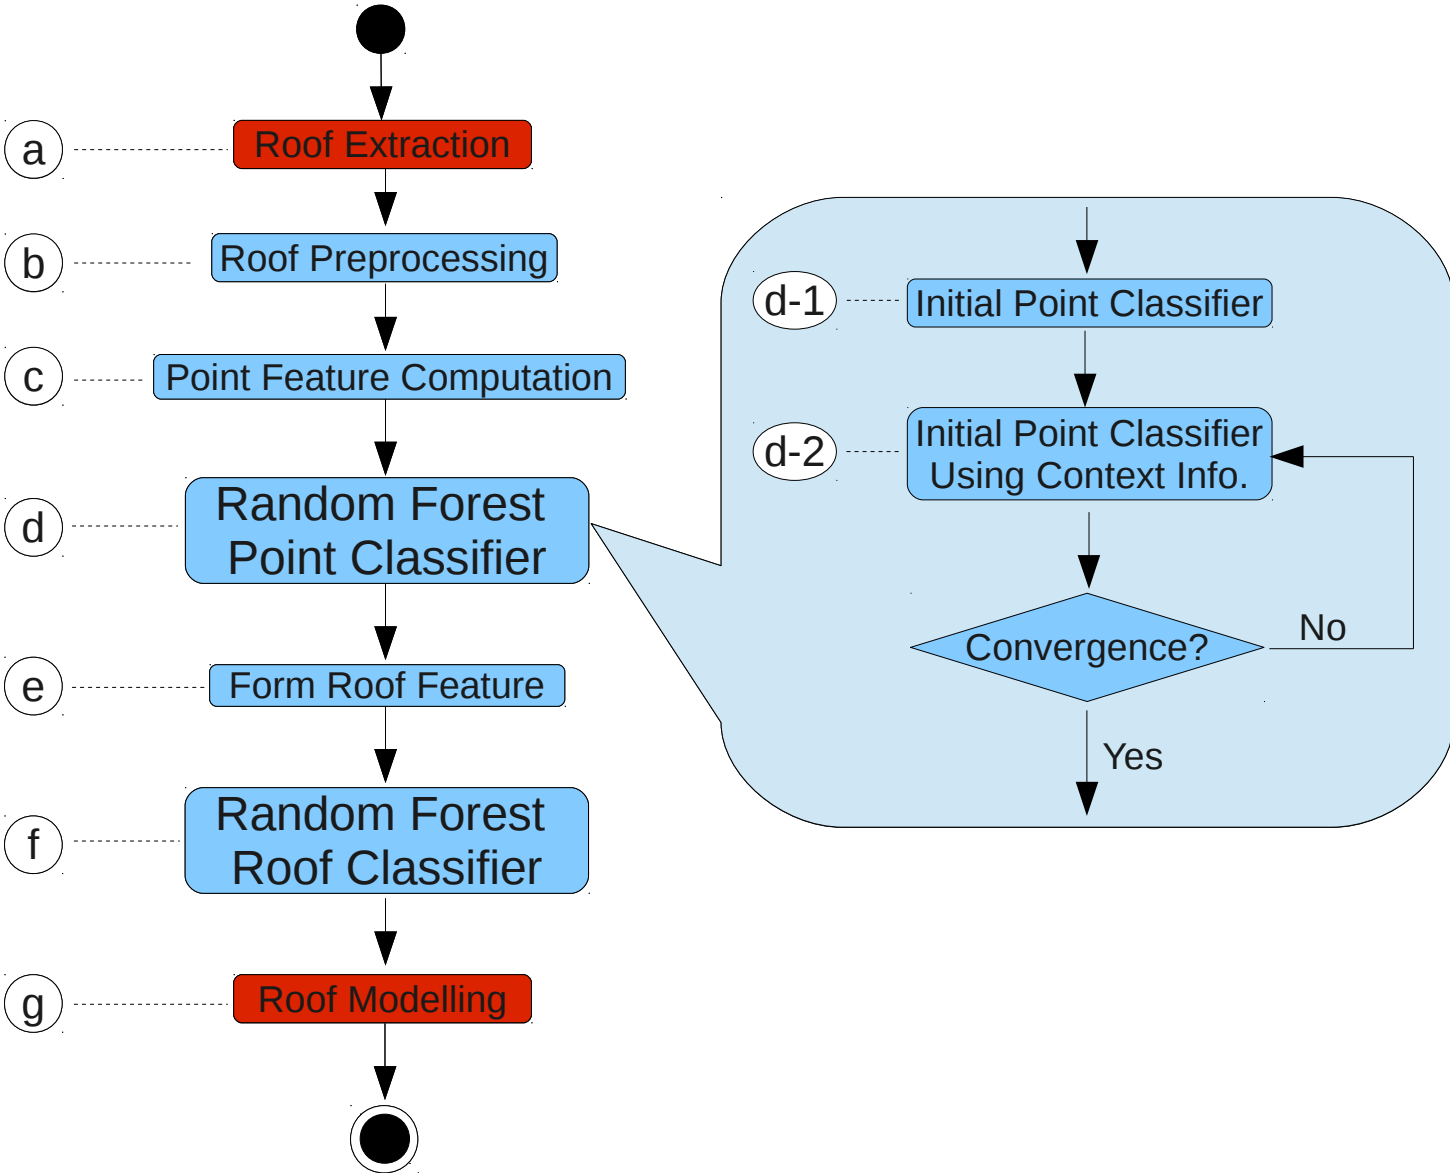 a
Roof Extraction
b
Roof Preprocessing
c
Point Feature Computation
d
Random Forest
Point Classifier
e
Form Roof Feature
f
Random Forest
Roof Classifier
g
Roof Modelling
d-1
Initial Point Classifier
d-2
Initial Point Classifier
Using Context Info.
Convergence?
No
Yes